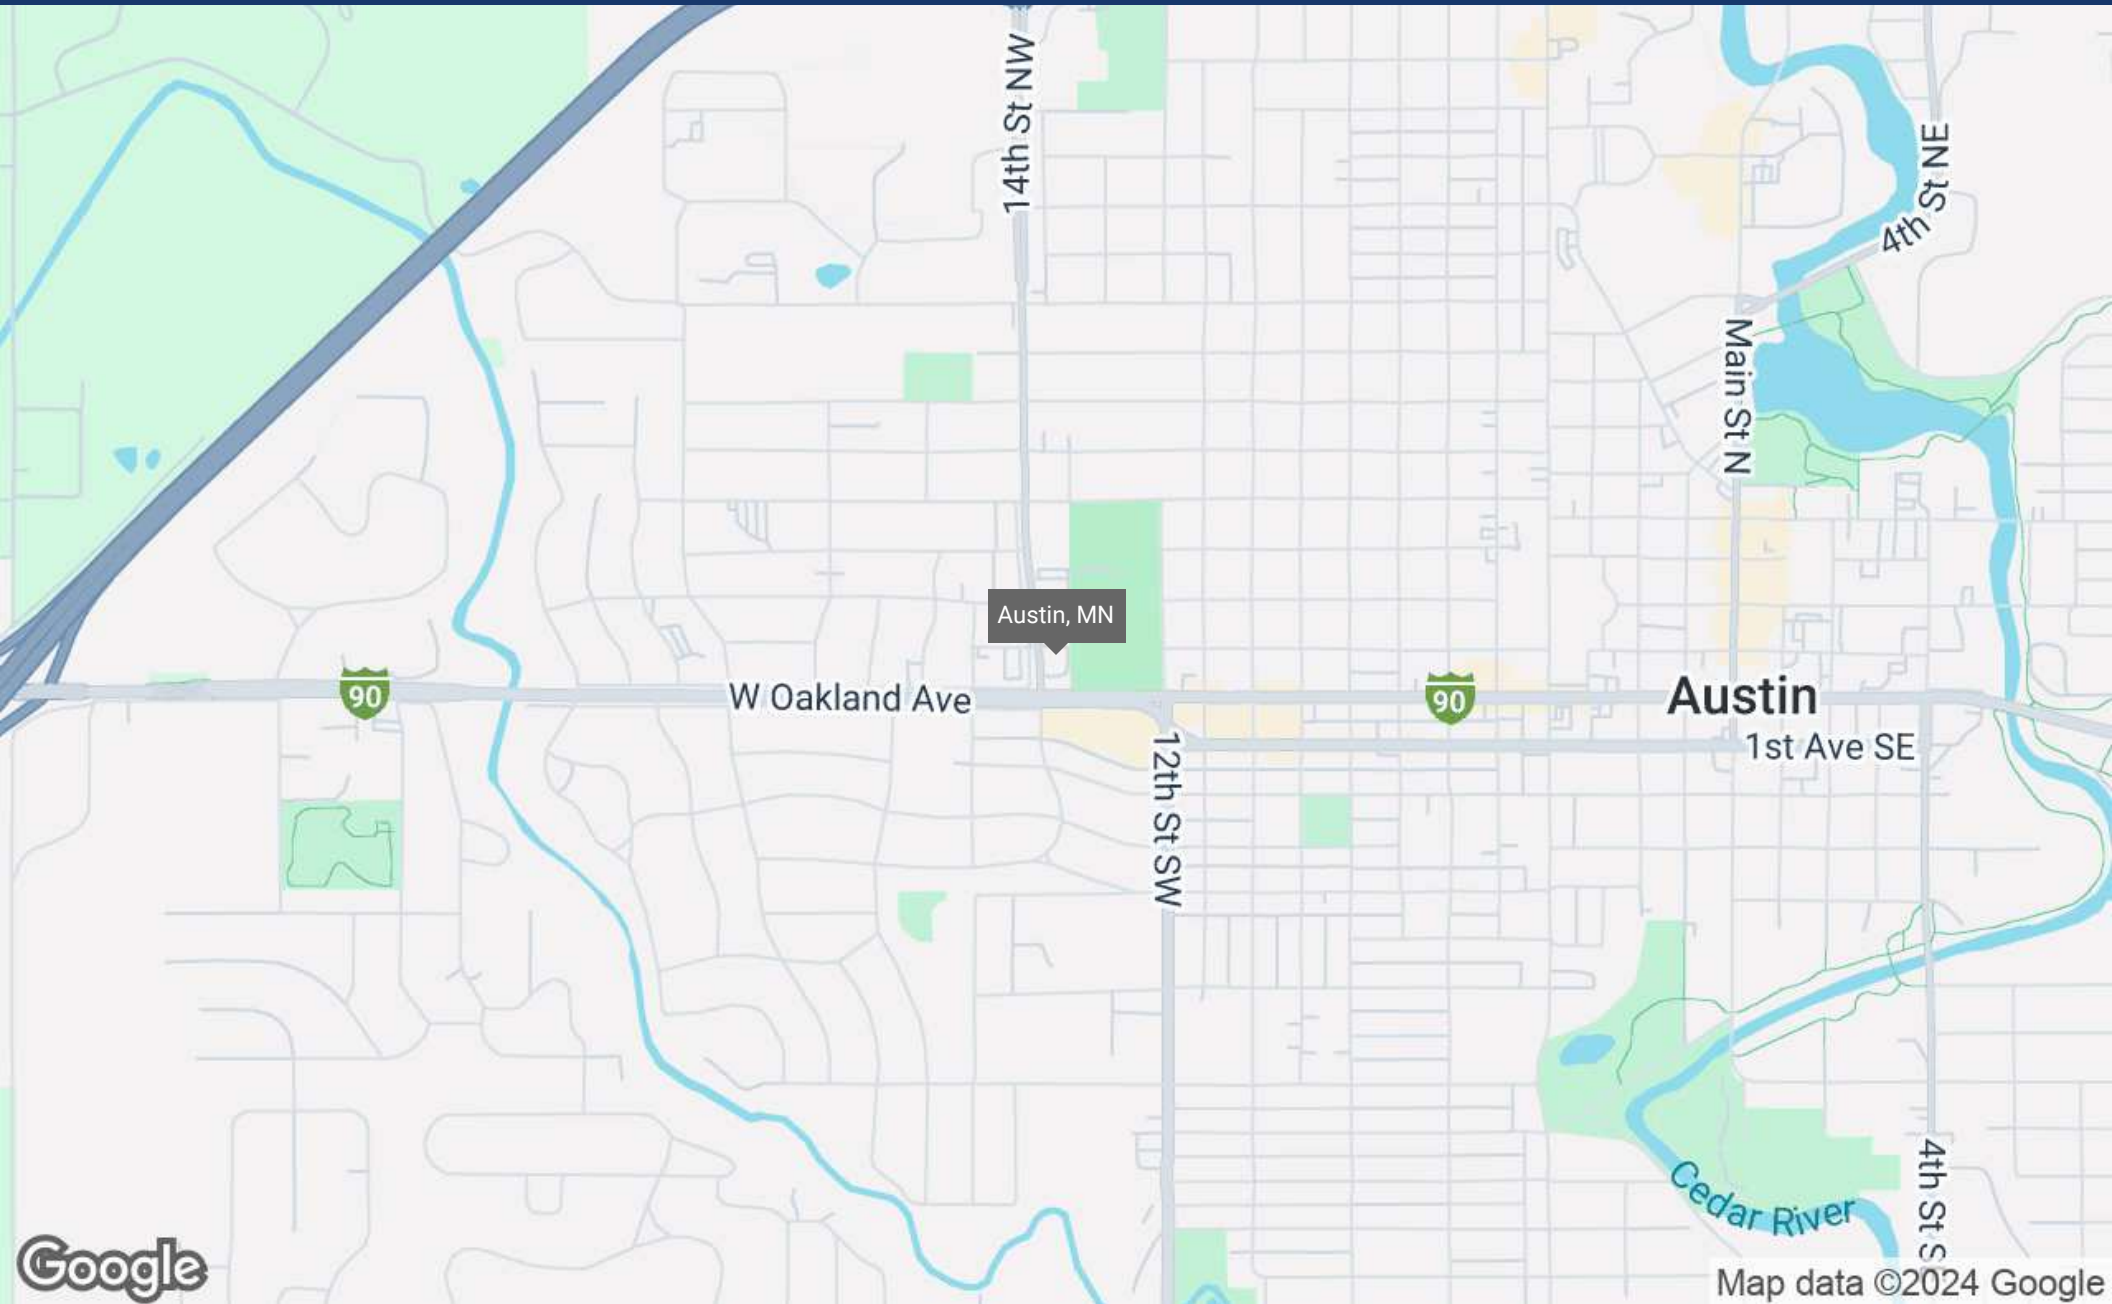 14th St NW
4th St NE
Main St N
Austin, MN
90
W Oakland Ave
90
Austin
1st Ave SE
12th St SW
4th St S
Cedar River
Google
Map data ©2024 Google